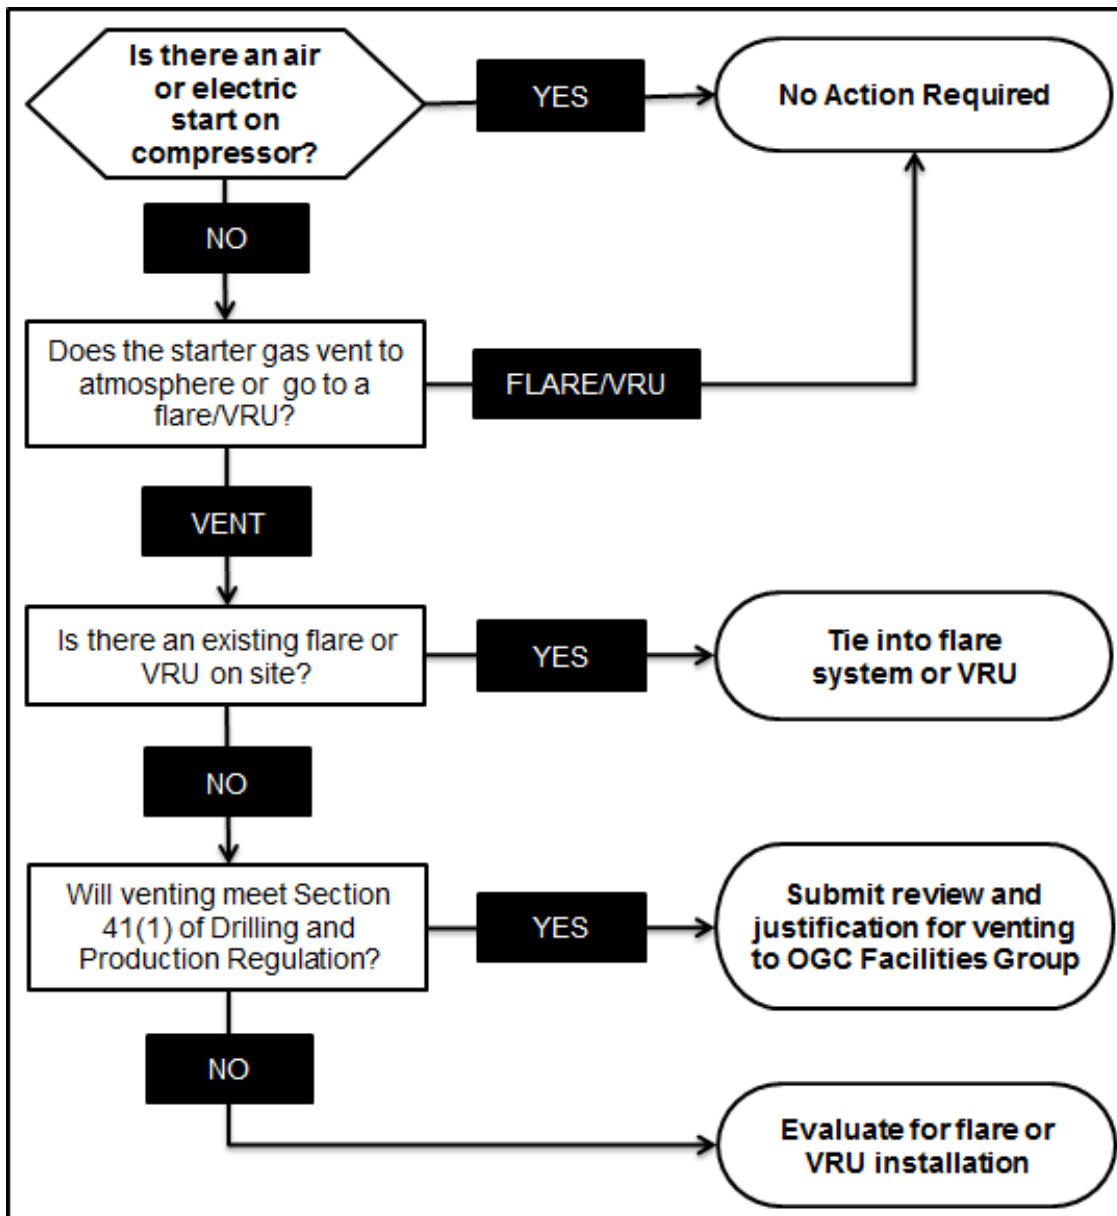 Is there an air
or electric
start on
compressor?
YES
No Action Required
NO
Does the starter gas vent to
atmosphere or go to a
flare/VRU?
FLARE/VRU
VENT
Is there an existing flare or
VRU on site?
YES
Tie into flare
system or VRU
NO
Will venting meet Section
41(1) of Drilling and
Production Regulation?
YES
Submit review and
justification for venting
to OGC Facilities Group
NO
Evaluate for flare or
VRU installation